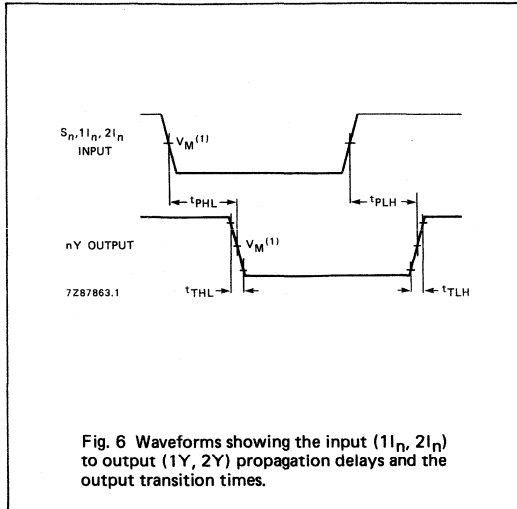 Sn, 1In, 2In
INPUT
VM(1)
tPHL
tPLH
nY OUTPUT
VM(1)
7Z87863.1
tTHL
tTLH
Fig. 6 Waveforms showing the input (1In, 2In)
to output (1Y, 2Y) propagation delays and the
output transition times.